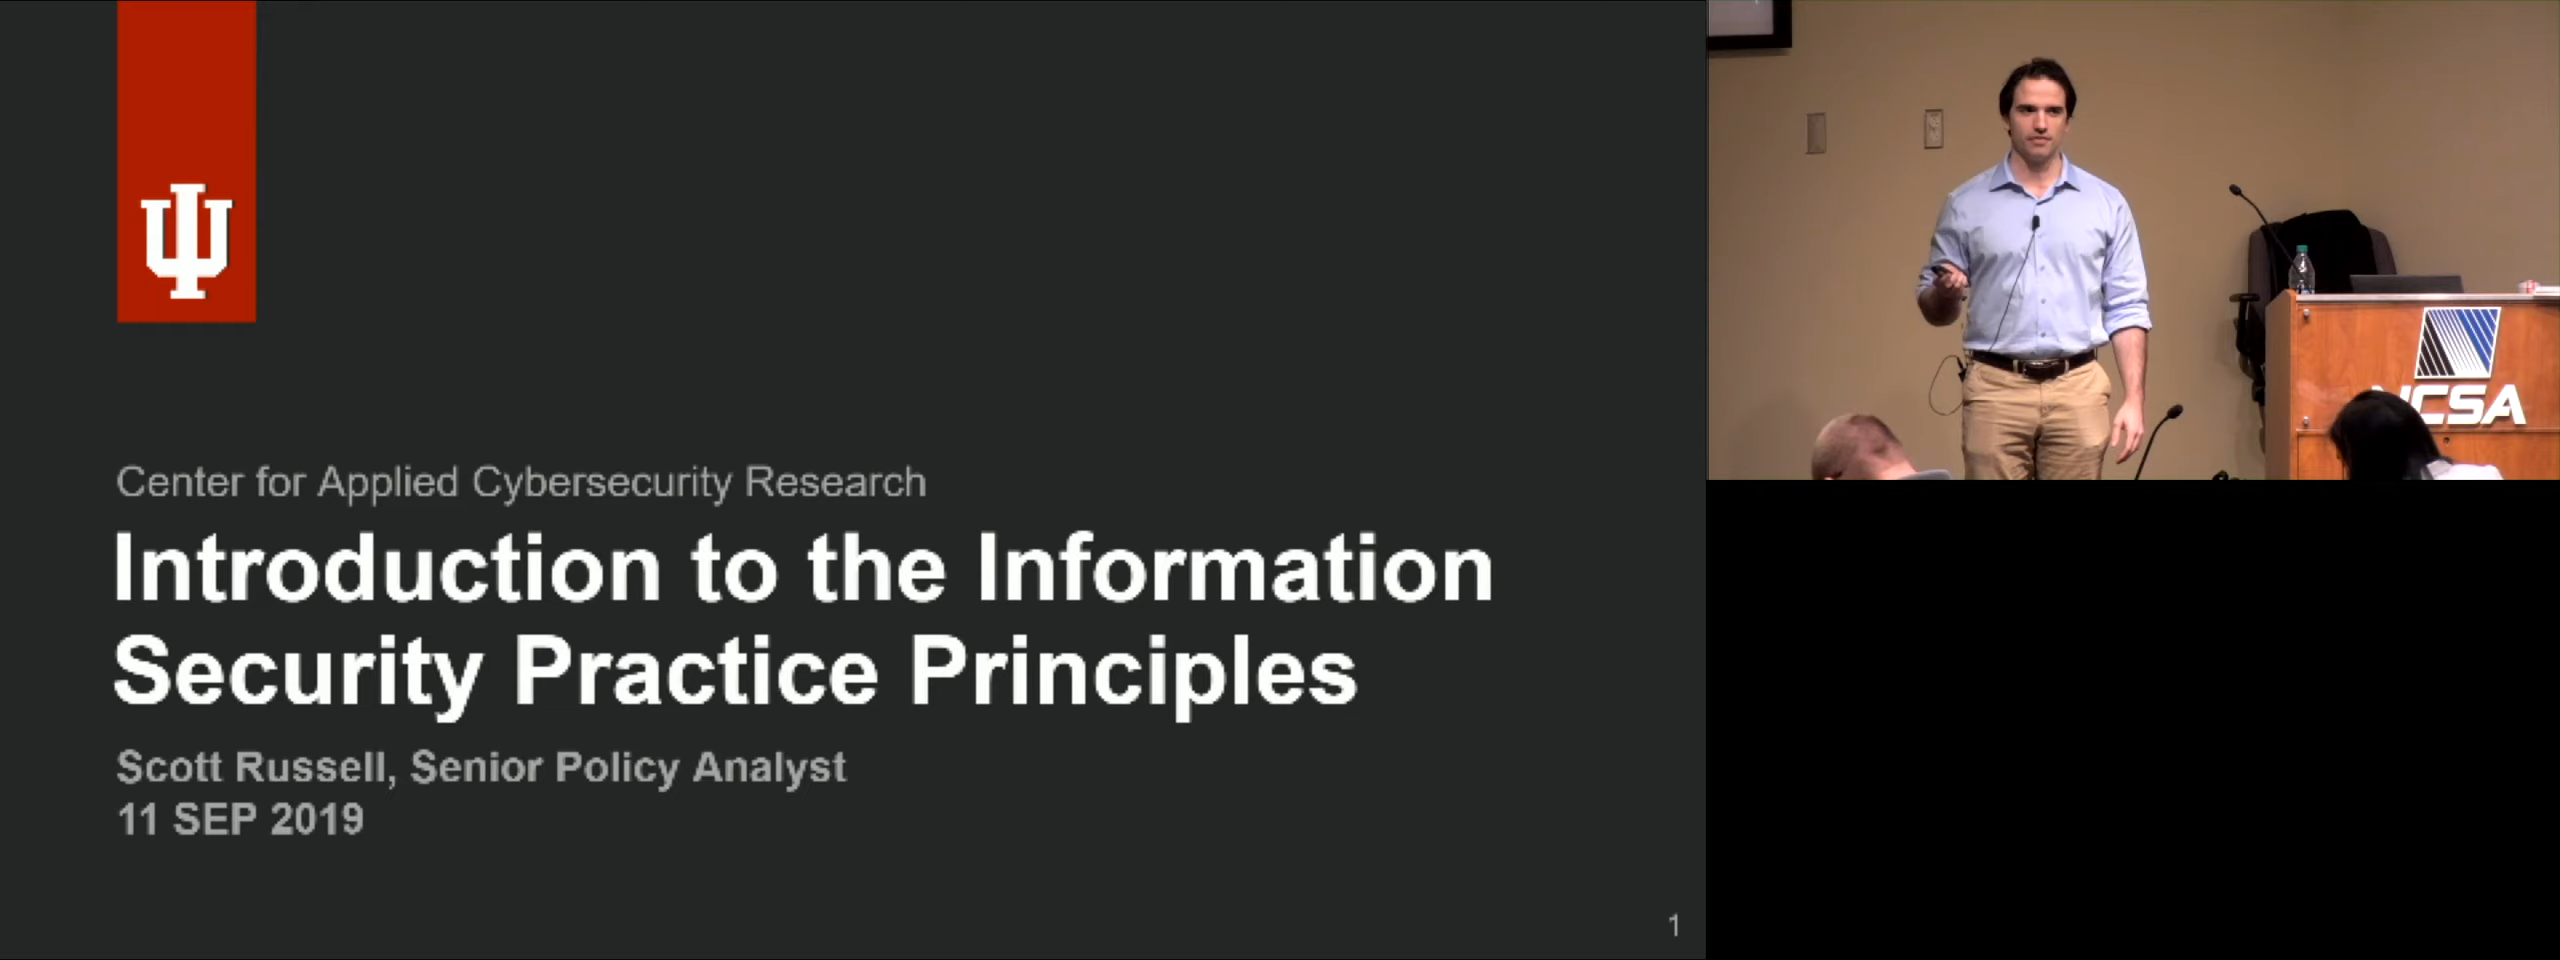 Center for Applied Cybersecurity Research
Introduction to the Information
Security Practice Principles
Scott Russell, Senior Policy Analyst
11 SEP 2019
1
NCSA